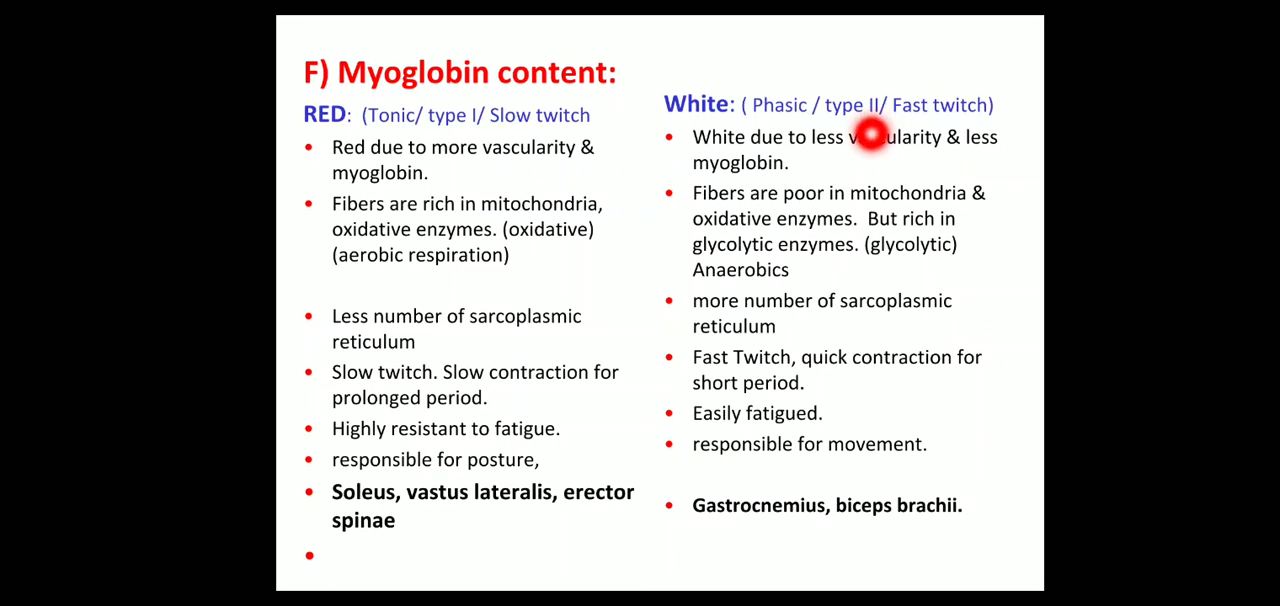 F) Myoglobin content:
RED: (Tonic/ type I/ Slow twitch
• Red due to more vascularity &
myoglobin.
• Fibers are rich in mitochondria,
oxidative enzymes. (oxidative)
(aerobic respiration)
• Less number of sarcoplasmic
reticulum
• Slow twitch. Slow contraction for
prolonged period.
• Highly resistant to fatigue.
• responsible for posture,
• Soleus, vastus lateralis, erector
spinae
•
White: ( Phasic / type II/ Fast twitch)
• White due to less vascularity & less
myoglobin.
• Fibers are poor in mitochondria &
oxidative enzymes.  But rich in
glycolytic enzymes. (glycolytic)
Anaerobics
• more number of sarcoplasmic
reticulum
• Fast Twitch, quick contraction for
short period.
• Easily fatigued.
• responsible for movement.
• Gastrocnemius, biceps brachii.